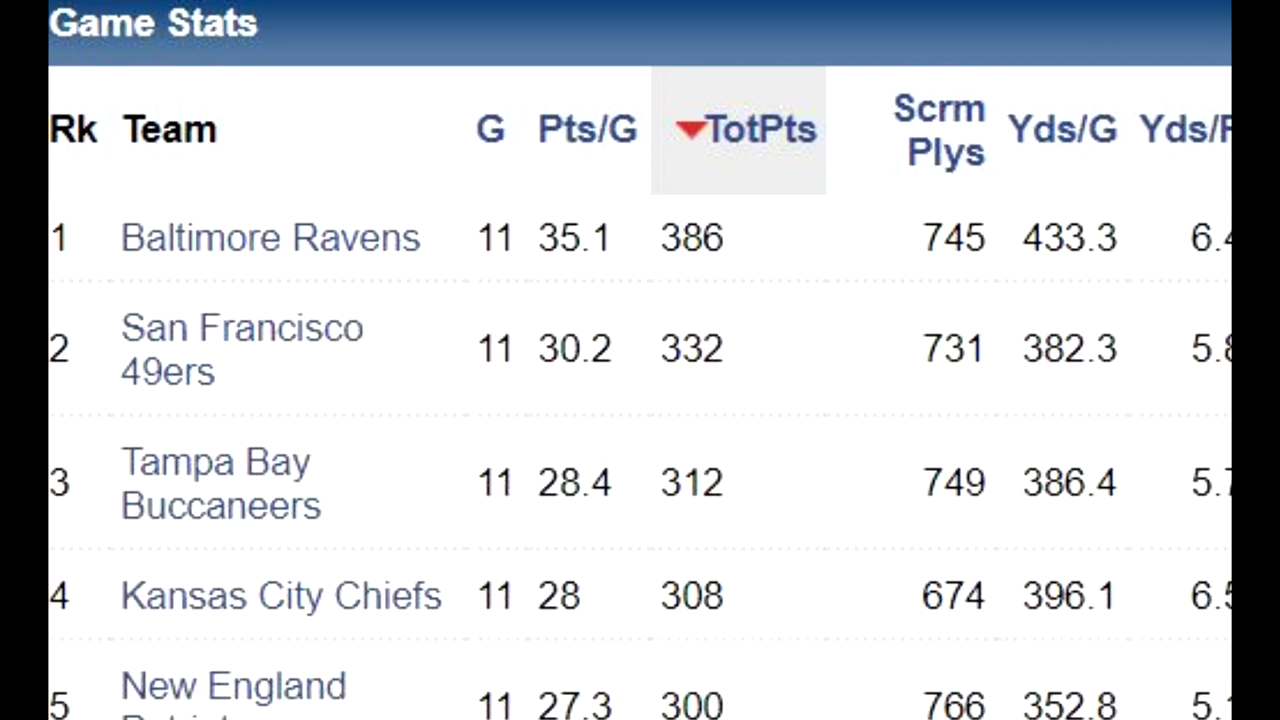 Game Stats
Rk Team G Pts/G TotPts Scrm Plys Yds/G
1 Baltimore Ravens 11 35.1 386 745 433.3
2 San Francisco 49ers 11 30.2 332 731 382.3
3 Tampa Bay Buccaneers 11 28.4 312 749 386.4
4 Kansas City Chiefs 11 28 308 674 396.1
5 New England 11 27.3 300 766 352.8